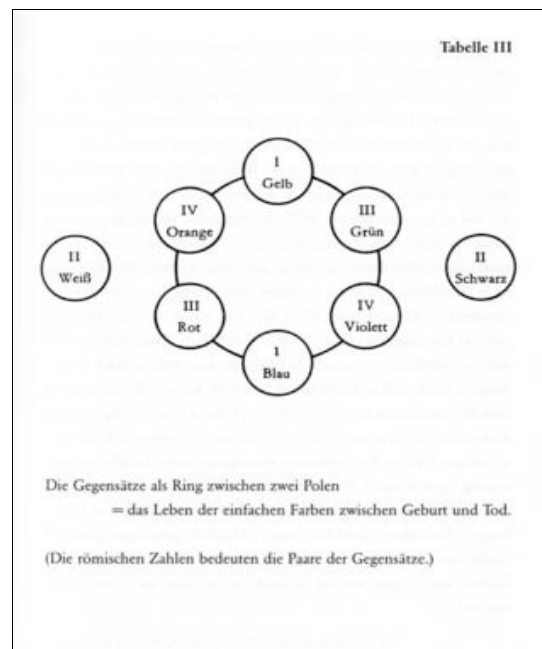 Tabelle III
I
Gelb
IV
Orange
III
Grün
II
Weiß
II
Schwarz
III
Rot
IV
Violett
I
Blau
Die Gegensätze als Ring zwischen zwei Polen
= das Leben der einfachen Farben zwischen Geburt und Tod.
(Die römischen Zahlen bedeuten die Paare der Gegensätze.)